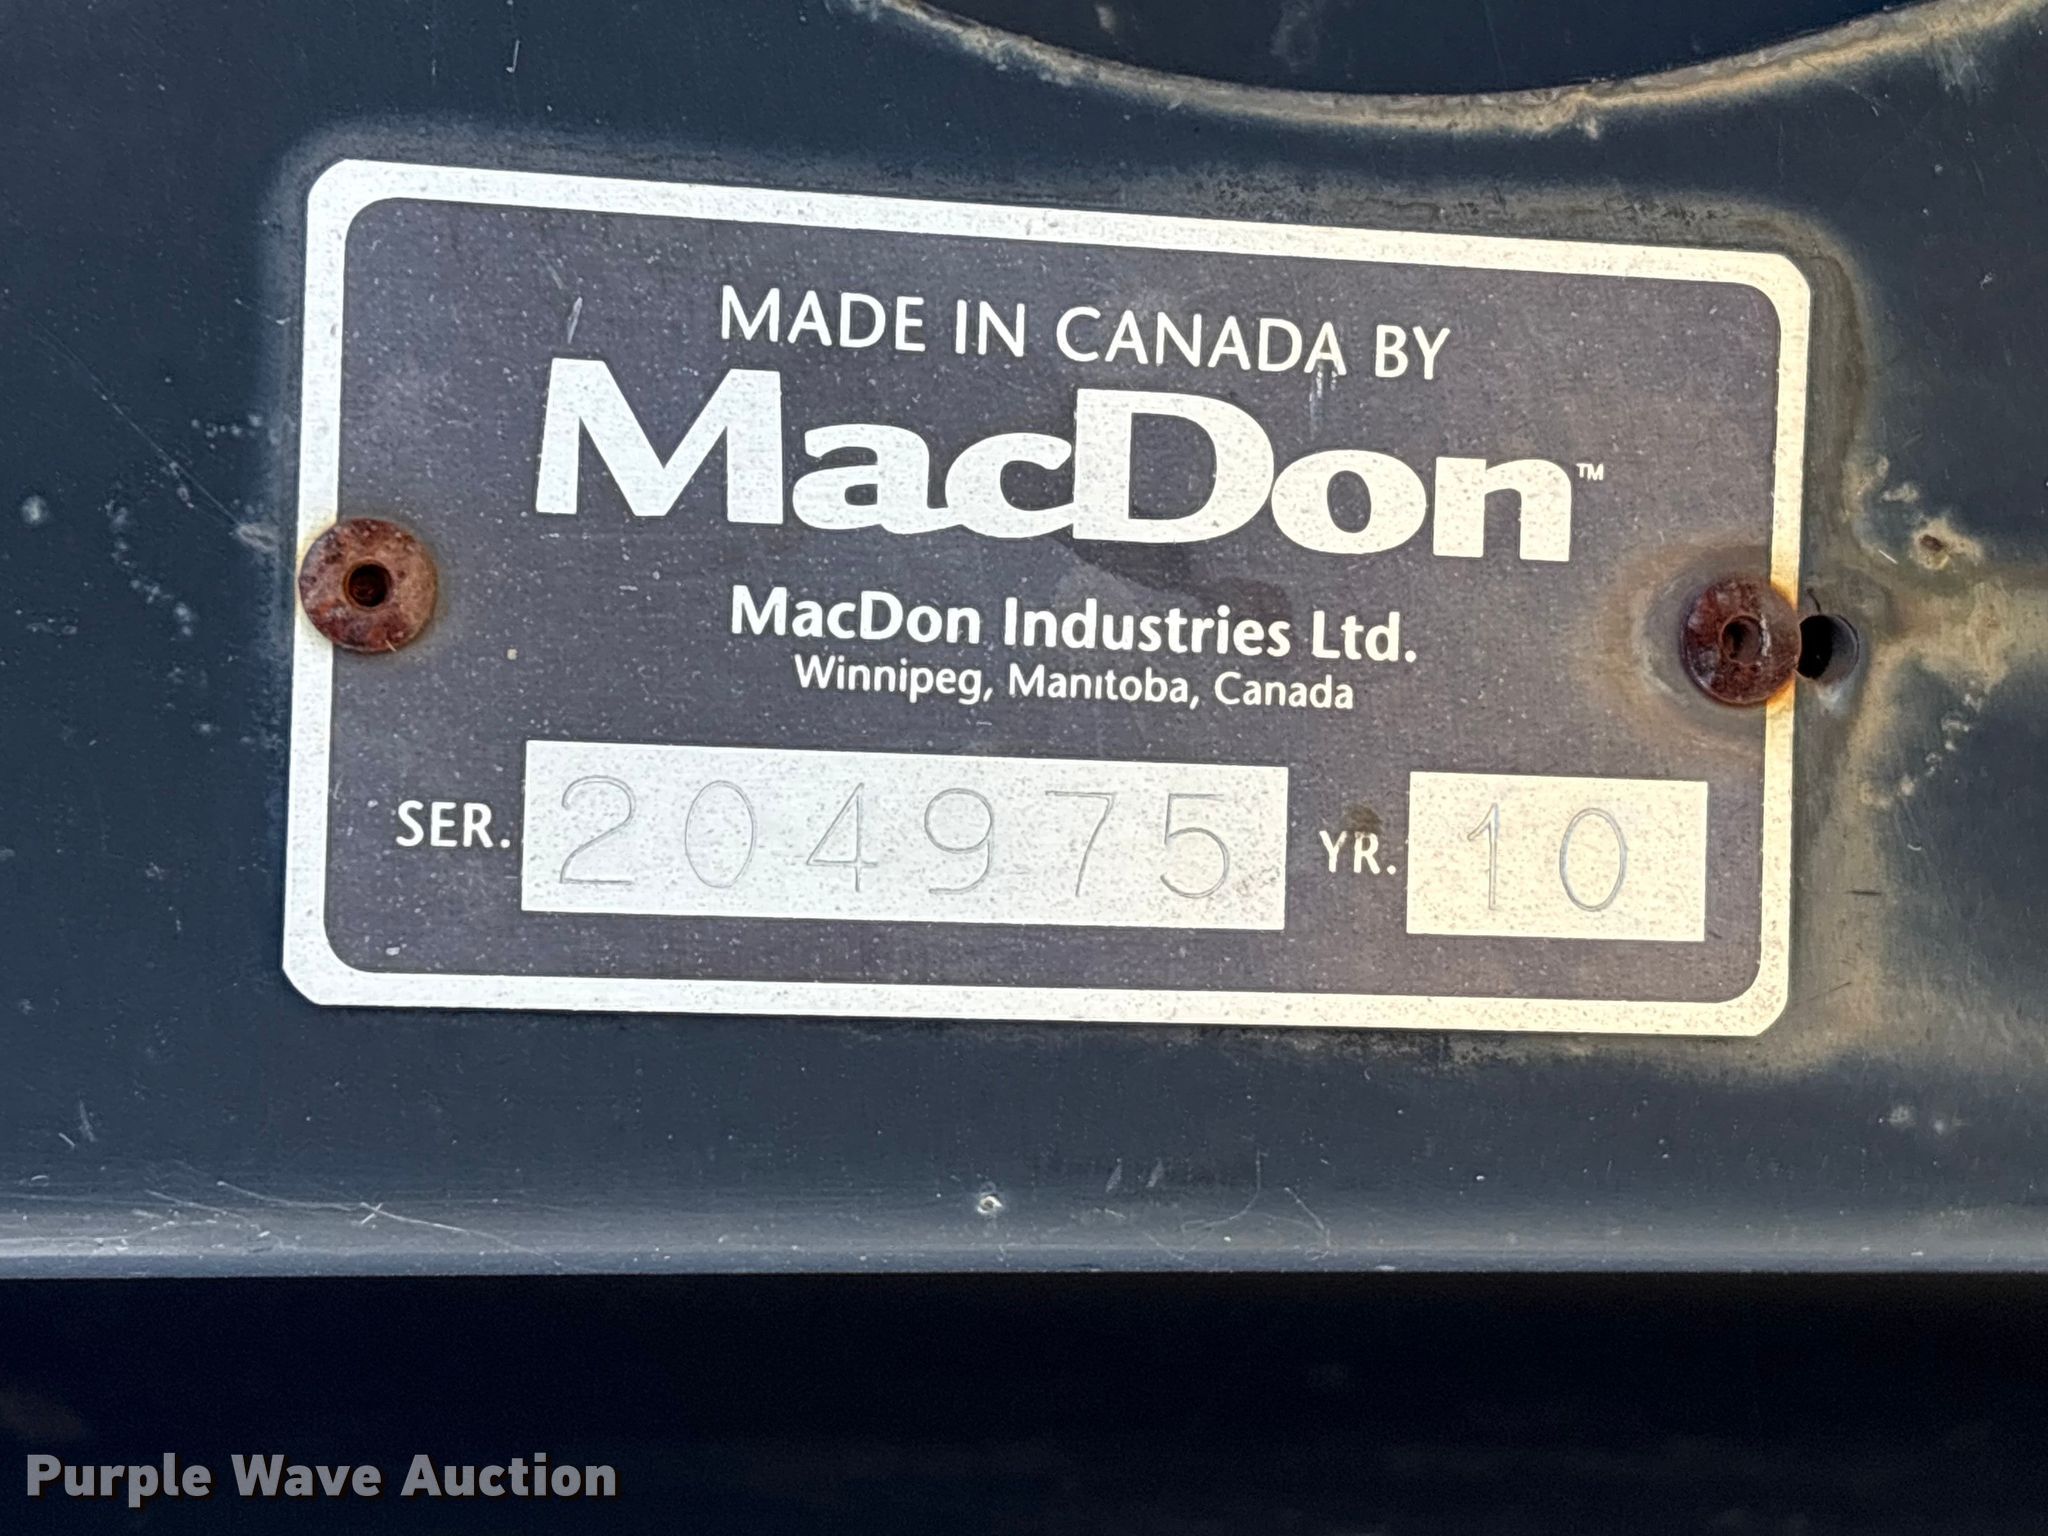 MADE IN CANADA BY
MacDon™
MacDon Industries Ltd.
Winnipeg, Manitoba, Canada
SER. 204975 YR. 10
Purple Wave Auction